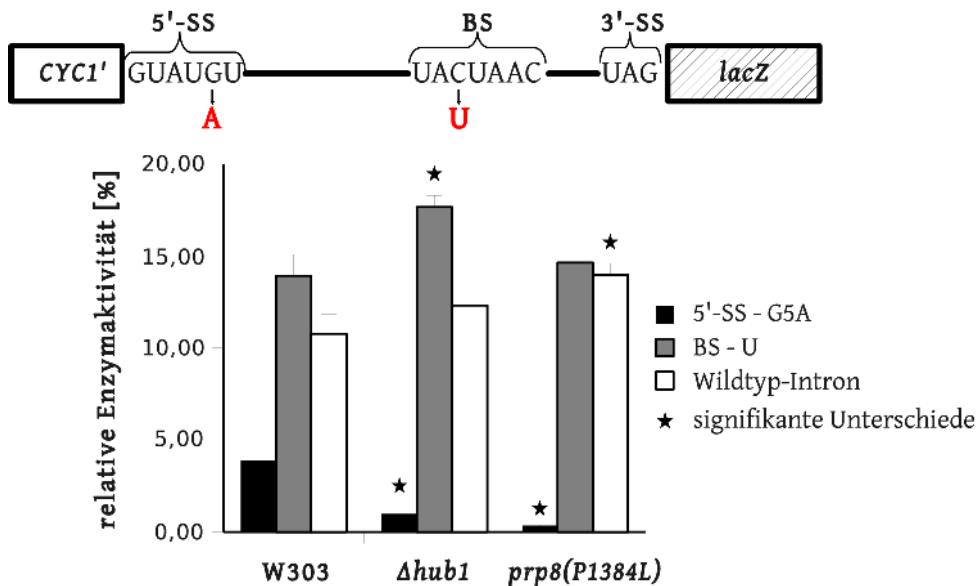 5'-SS BS 3'-SS
CYC1' GUAUGU UACUAAC UAG lacZ
A U
relative Enzymaktivität [%]
20,00
15,00
10,00
5,00
0,00
W303 Δhub1 prp8(P1384L)
5'-SS - G5A
BS - U
Wildtyp-Intron
★ signifikante Unterschiede